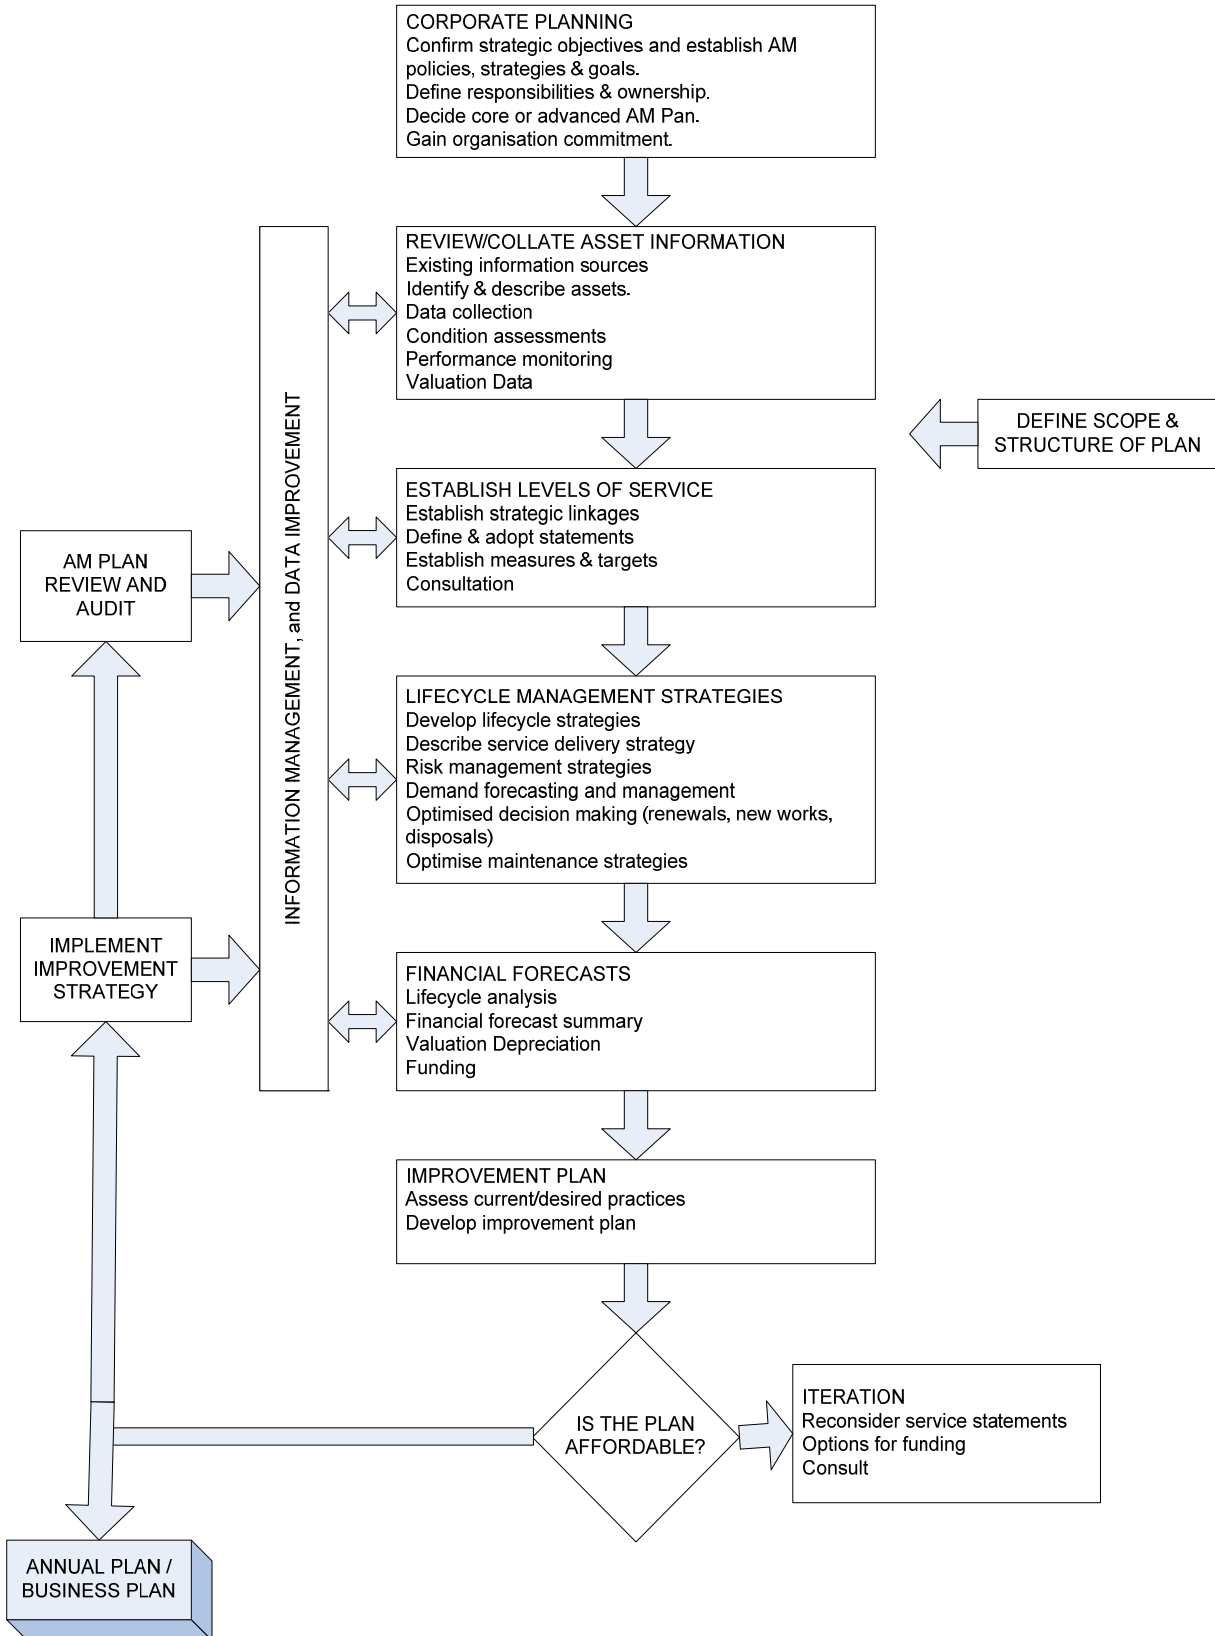 CORPORATE PLANNING
Confirm strategic objectives and establish AM
policies, strategies & goals.
Define responsibilities & ownership.
Decide core or advanced AM Pan.
Gain organisation commitment.
REVIEW/COLLATE ASSET INFORMATION
Existing information sources
Identify & describe assets.
Data collection
Condition assessments
Performance monitoring
Valuation Data
DEFINE SCOPE &
STRUCTURE OF PLAN
INFORMATION MANAGEMENT, and DATA IMPROVEMENT
ESTABLISH LEVELS OF SERVICE
Establish strategic linkages
Define & adopt statements
Establish measures & targets
Consultation
AM PLAN
REVIEW AND
AUDIT
LIFECYCLE MANAGEMENT STRATEGIES
Develop lifecycle strategies
Describe service delivery strategy
Risk management strategies
Demand forecasting and management
Optimised decision making (renewals, new works,
disposals)
Optimise maintenance strategies
IMPLEMENT
IMPROVEMENT
STRATEGY
FINANCIAL FORECASTS
Lifecycle analysis
Financial forecast summary
Valuation Depreciation
Funding
IMPROVEMENT PLAN
Assess current/desired practices
Develop improvement plan
IS THE PLAN
AFFORDABLE?
ITERATION
Reconsider service statements
Options for funding
Consult
ANNUAL PLAN /
BUSINESS PLAN